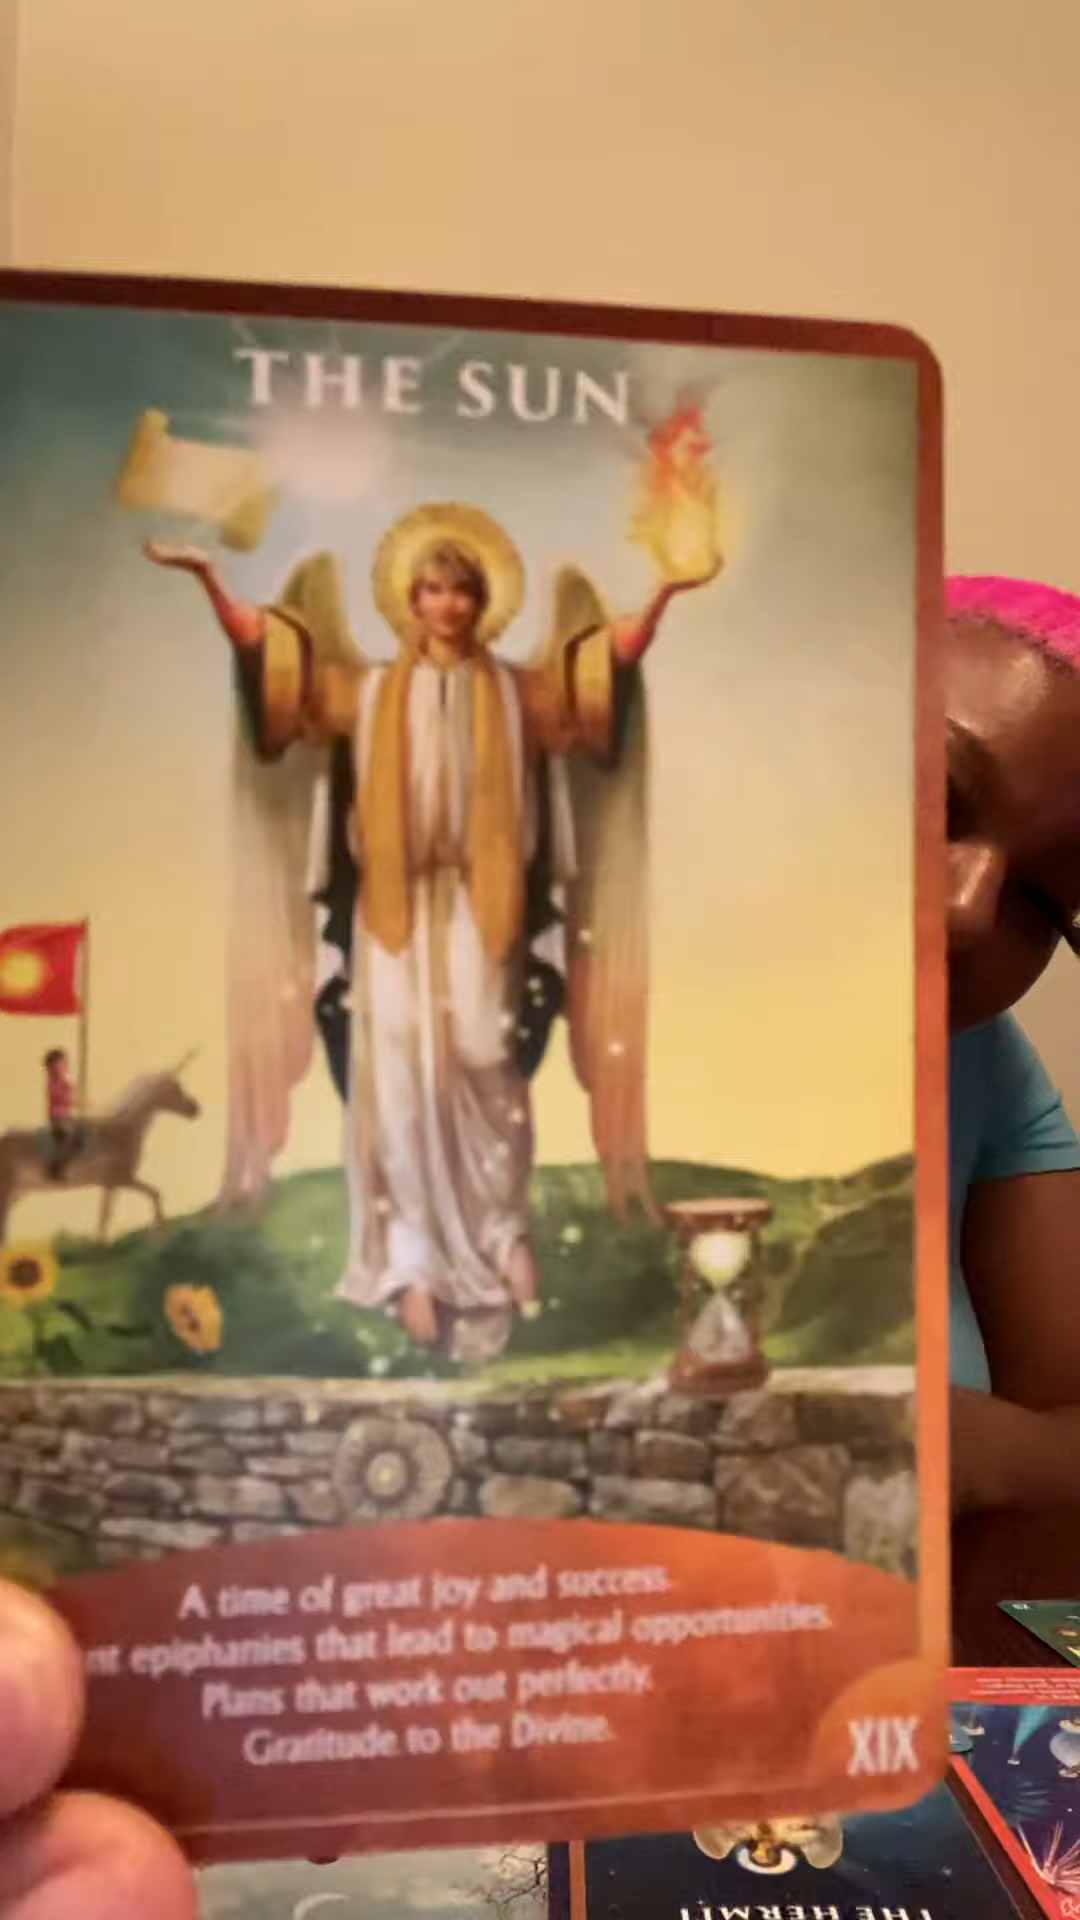 THE SUN
A time of great joy and success.
nt epiphanies that lead to magical opportunities.
Plans that work out perfectly.
Gratitude to the Divine.
XIX
THE HERMIT